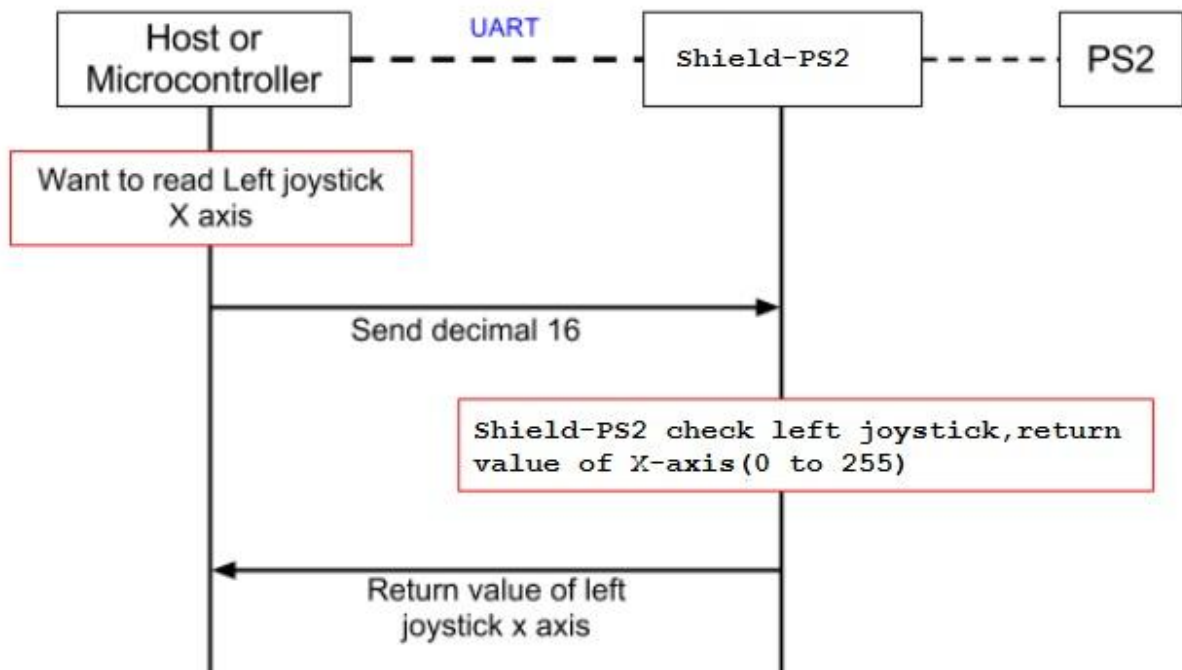 UART
Host or
Microcontroller
Shield-PS2
PS2
Want to read Left joystick
X axis
Send decimal 16
Shield-PS2 check left joystick,return
value of X-axis(0 to 255)
Return value of left
joystick x axis